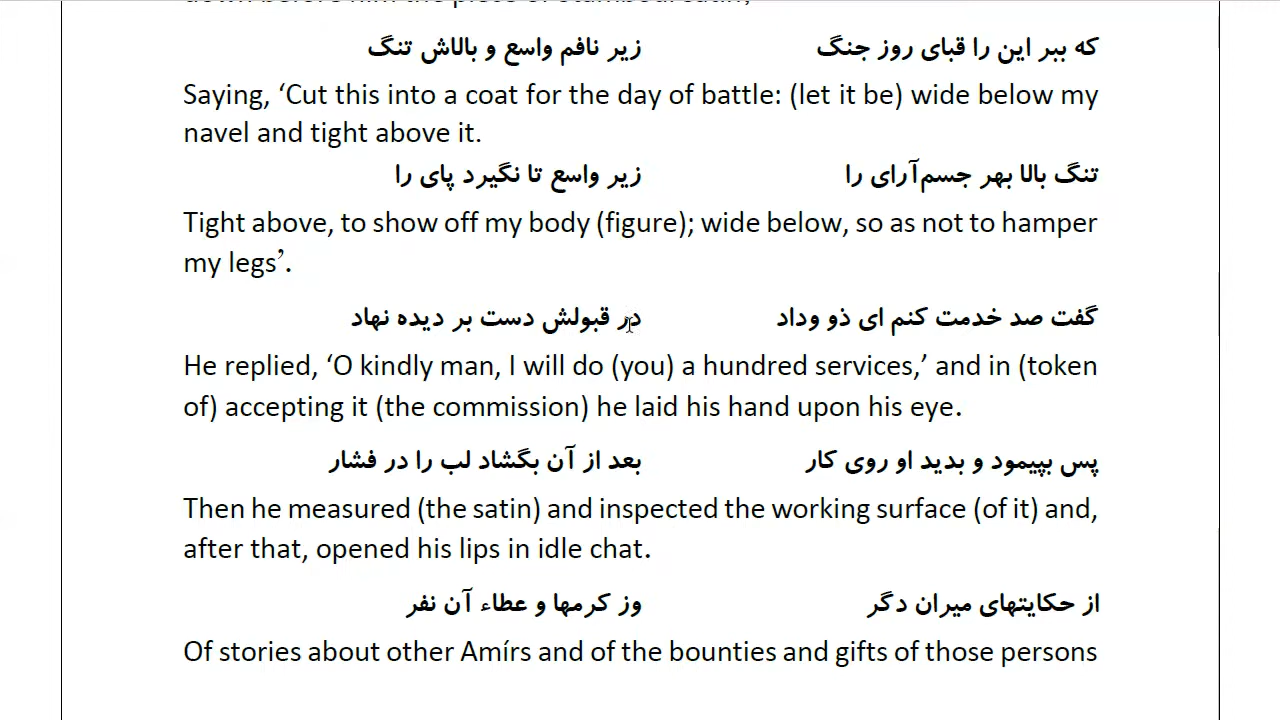 که ببر این را قبای روز جنگ زیر نافم واسع و بالاش تنگ
Saying, ‘Cut this into a coat for the day of battle: (let it be) wide below my
navel and tight above it.
تنگ بالا بهر جسم‌آرای را زیر واسع تا نگیرد پای را
Tight above, to show off my body (figure); wide below, so as not to hamper
my legs’.
گفت صد خدمت کنم ای ذو وداد در قبولش دست بر دیده نهاد
He replied, ‘O kindly man, I will do (you) a hundred services,’ and in (token
of) accepting it (the commission) he laid his hand upon his eye.
پس بپیمود و بدید او روی کار بعد از آن بگشاد لب را در فشار
Then he measured (the satin) and inspected the working surface (of it) and,
after that, opened his lips in idle chat.
از حکایتهای میران دگر وز کرمها و عطاء آن نفر
Of stories about other Amírs and of the bounties and gifts of those persons